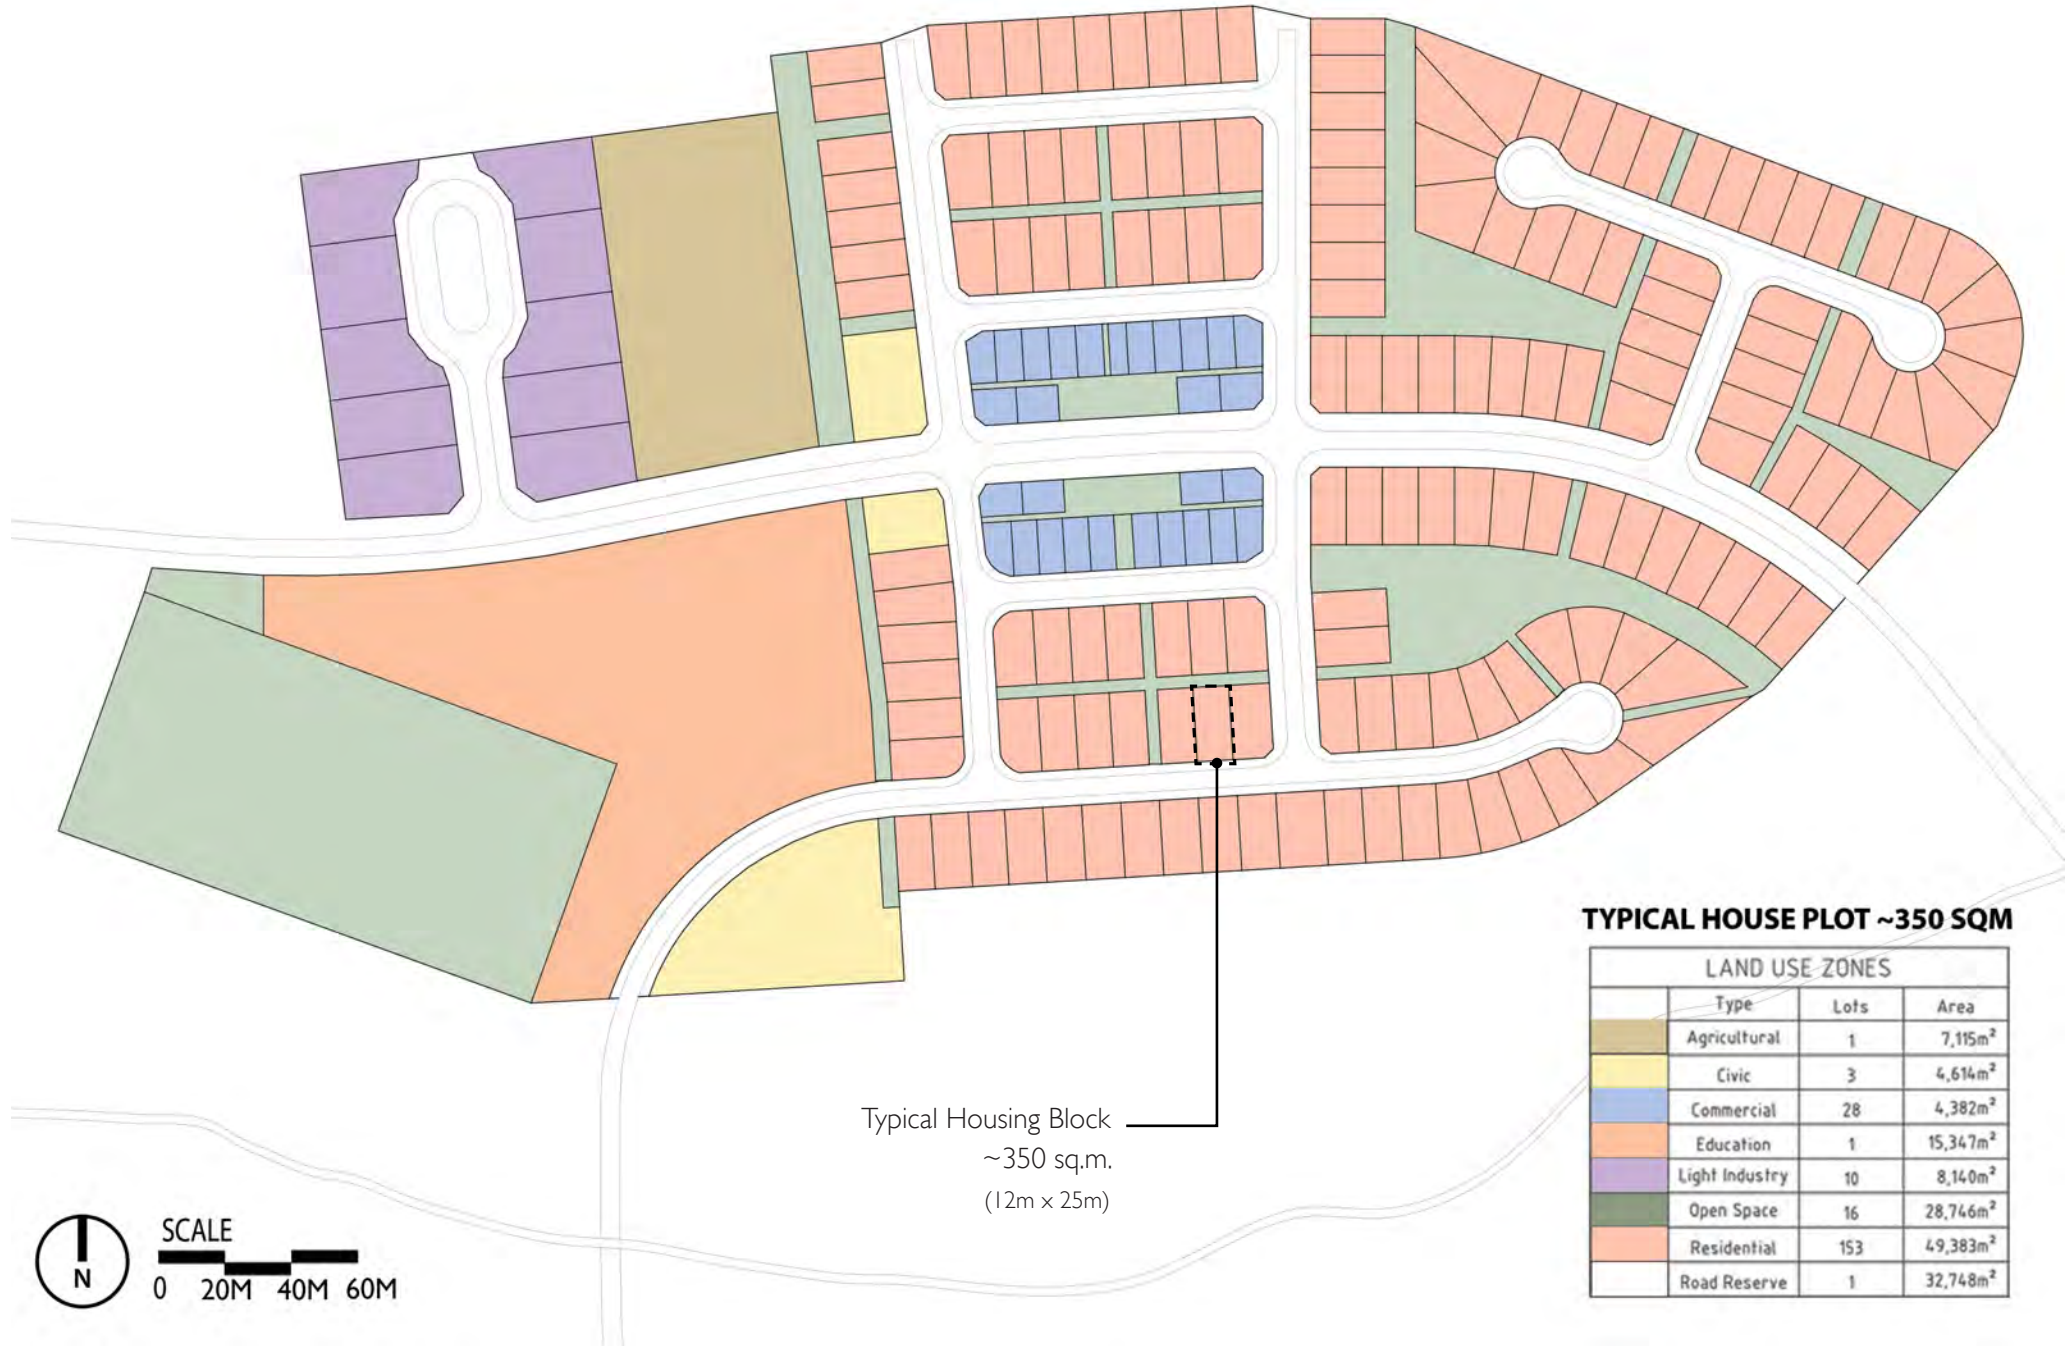 TYPICAL HOUSE PLOT ~350 SQM
LAND USE ZONES
Type Lots Area
Agricultural 1 7,115m²
Civic 3 4,614m²
Commercial 28 4,382m²
Education 1 15,347m²
Light Industry 10 8,140m²
Open Space 16 28,746m²
Residential 153 49,383m²
Road Reserve 1 32,748m²
Typical Housing Block
~350 sq.m.
(12m x 25m)
N
SCALE
0 20M 40M 60M